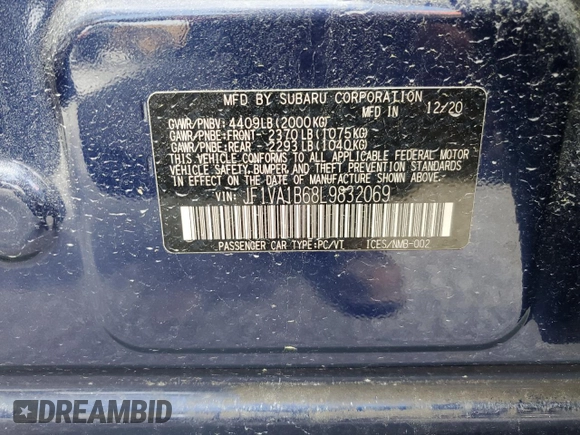 MFD BY SUBARU CORPORATION
MFD IN 12/20
GWWR/PNBV: 4409LB(2000KG)
GAWR/PNBE:FRONT- 2370LB(1075KG)
GAWR/PNBE:REAR - 2293LB(1040KG)
THIS VEHICLE CONFORMS TO ALL APPLICABLE FEDERAL MOTOR
VEHICLE SAFETY,BUMPER,AND THEFT PREVENTION STANDARDS
IN EFFECT ON THE DATE OF MANUFACTURE SHOWN ABOVE.
VIN: JF1VA1B68L9832069
PASSENGER CAR TYPE:PC/VT ICES/NMB-002
DREAMBID